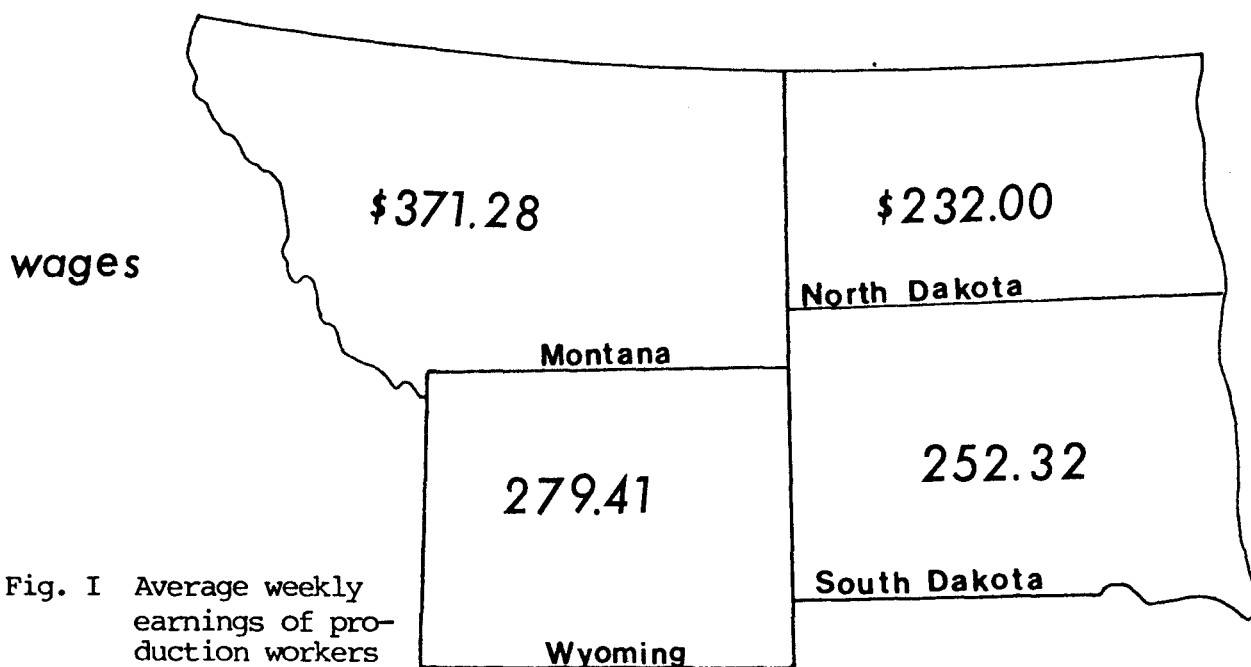 $371.28
$232.00
wages
North Dakota
Montana
252.32
279.41
South Dakota
Fig. I Average weekly
earnings of pro-
duction workers
Wyoming